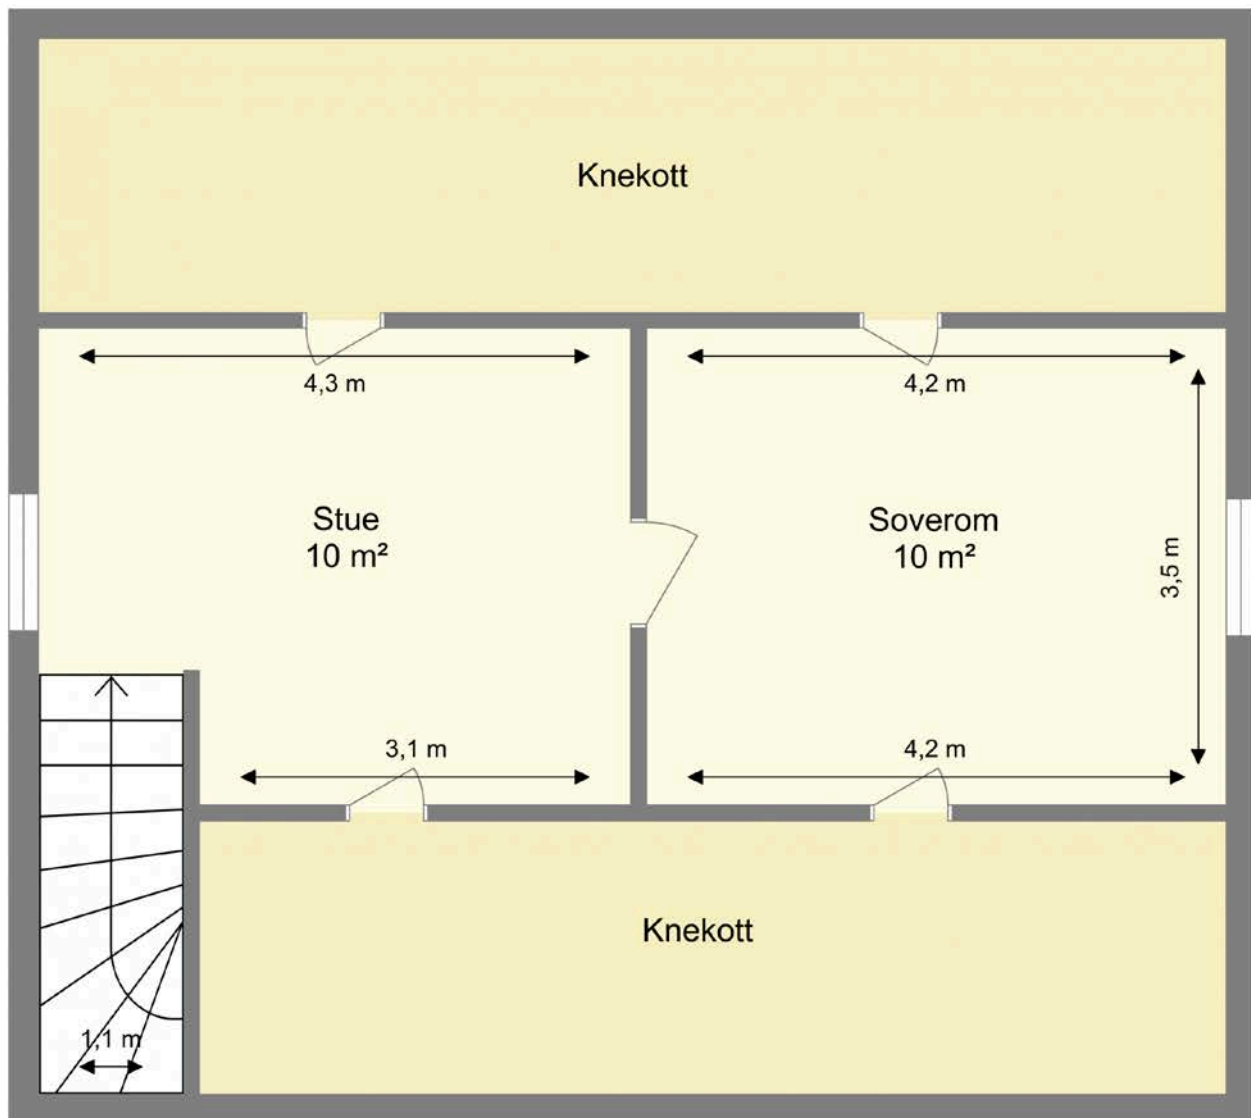 Knekott
4,3 m
4,2 m
Stue
10 m²
Soverom
10 m²
3,5 m
3,1 m
4,2 m
Knekott
1,1 m